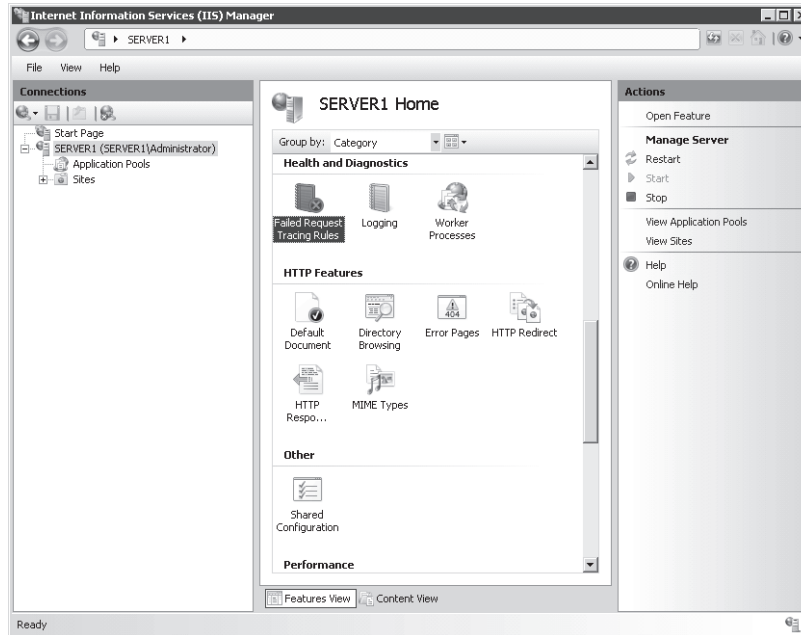 Internet Information Services (IIS) Manager
SERVER1
File View Help
Connections
Start Page
SERVER1 (SERVER1\Administrator)
Application Pools
Sites
SERVER1 Home
Group by: Category
Health and Diagnostics
Failed Request Tracing Rules
Logging
Worker Processes
HTTP Features
Default Document
Directory Browsing
Error Pages
404
HTTP Redirect
HTTP Respo...
MIME Types
Other
Shared Configuration
Performance
Features View
Content View
Actions
Open Feature
Manage Server
Restart
Start
Stop
View Application Pools
View Sites
Help
Online Help
Ready